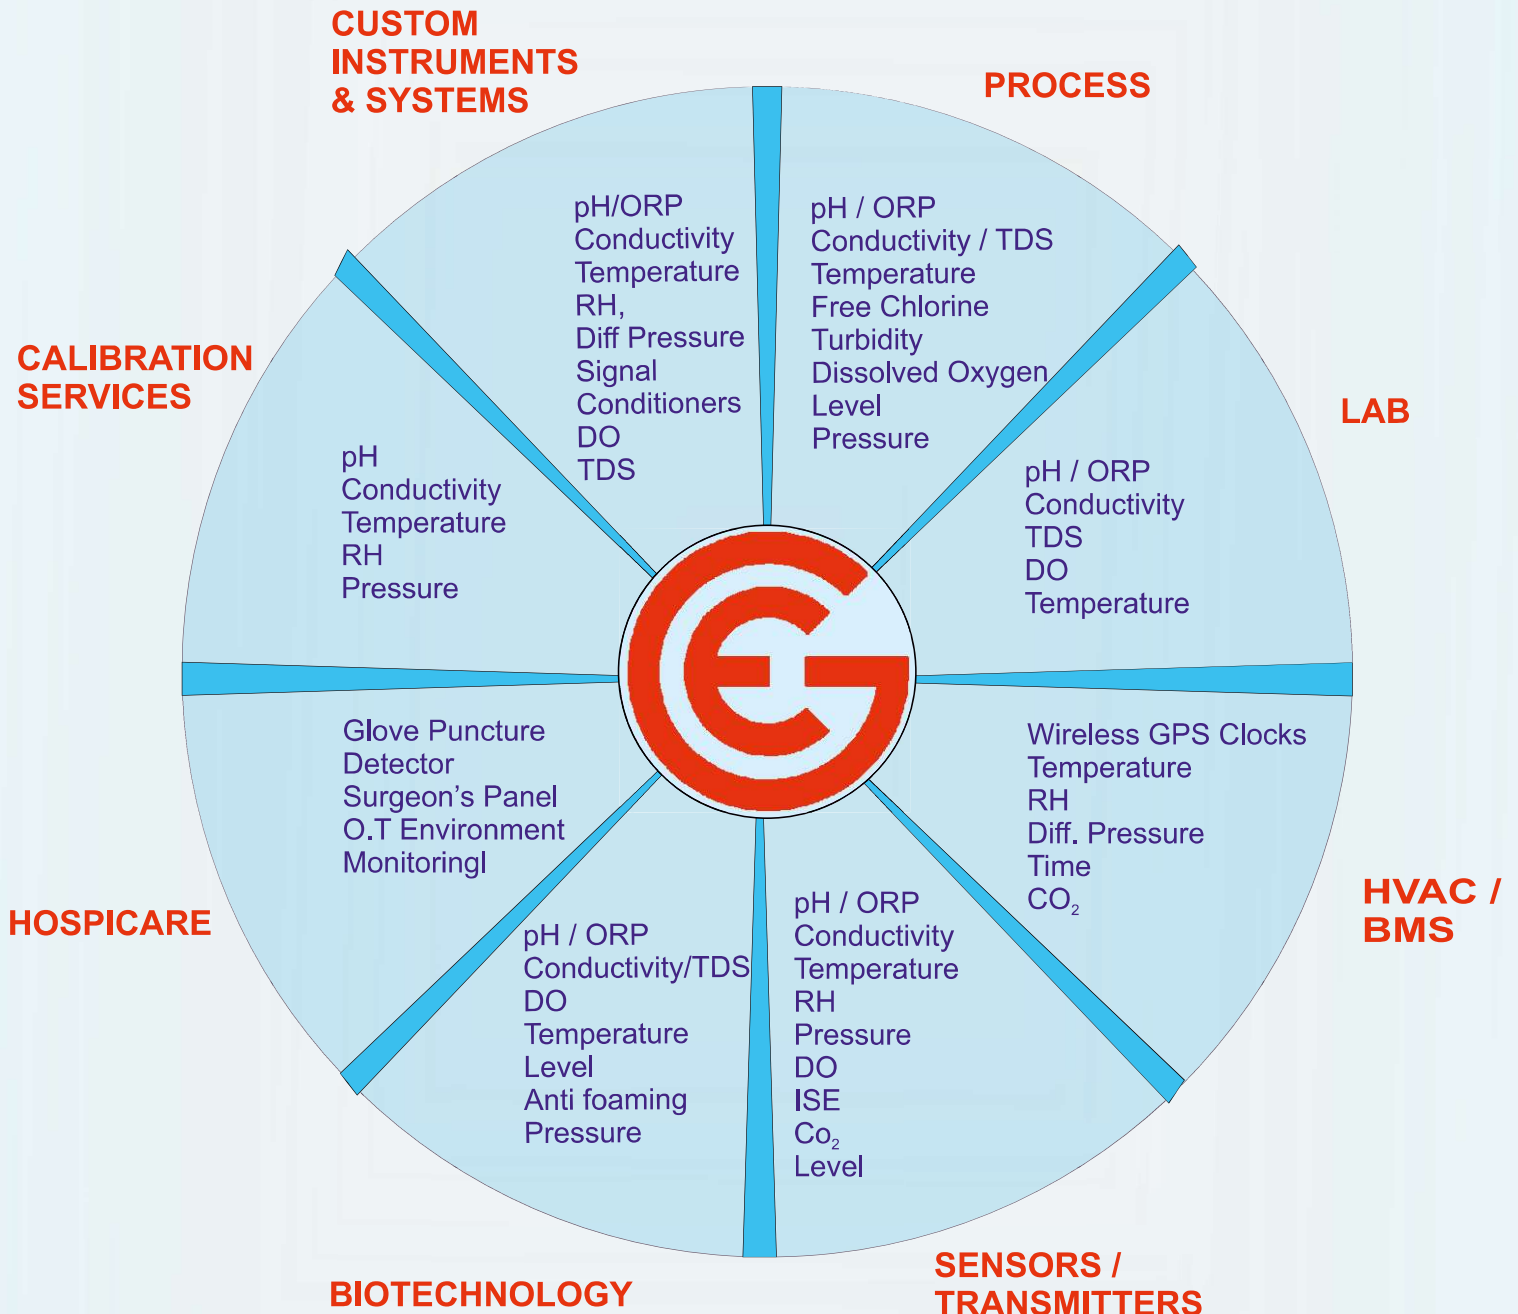 CUSTOM
INSTRUMENTS
& SYSTEMS
pH/ORP
Conductivity
Temperature
RH,
Diff Pressure
Signal
Conditioners
DO
TDS
PROCESS
pH / ORP
Conductivity / TDS
Temperature
Free Chlorine
Turbidity
Dissolved Oxygen
Level
Pressure
LAB
pH / ORP
Conductivity
TDS
DO
Temperature
HVAC /
BMS
Wireless GPS Clocks
Temperature
RH
Diff. Pressure
Time
CO₂
SENSORS /
TRANSMITTERS
pH / ORP
Conductivity
Temperature
RH
Pressure
DO
ISE
Co₂
Level
BIOTECHNOLOGY
pH / ORP
Conductivity/TDS
DO
Temperature
Level
Anti foaming
Pressure
HOSPICARE
Glove Puncture
Detector
Surgeon’s Panel
O.T Environment
Monitoringl
CALIBRATION
SERVICES
pH
Conductivity
Temperature
RH
Pressure
GE